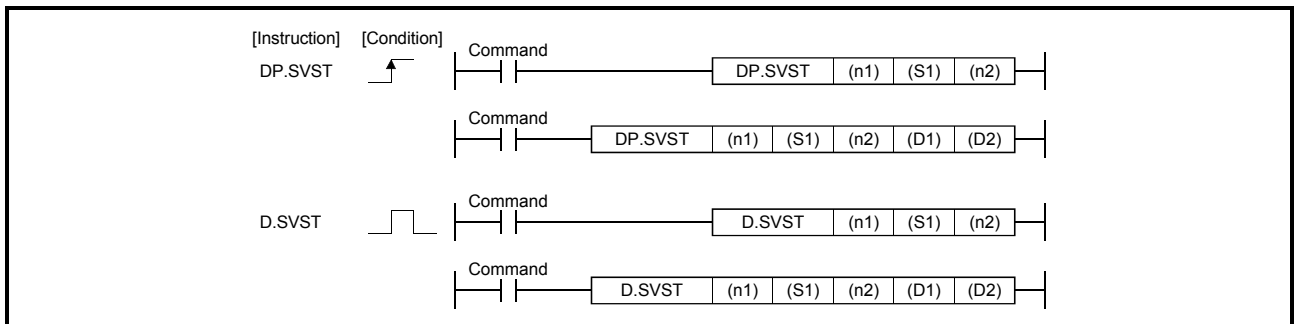 [Instruction] [Condition]
Command
DP.SVST DP.SVST (n1) (S1) (n2)
Command
DP.SVST (n1) (S1) (n2) (D1) (D2)
Command
D.SVST D.SVST (n1) (S1) (n2)
Command
D.SVST (n1) (S1) (n2) (D1) (D2)